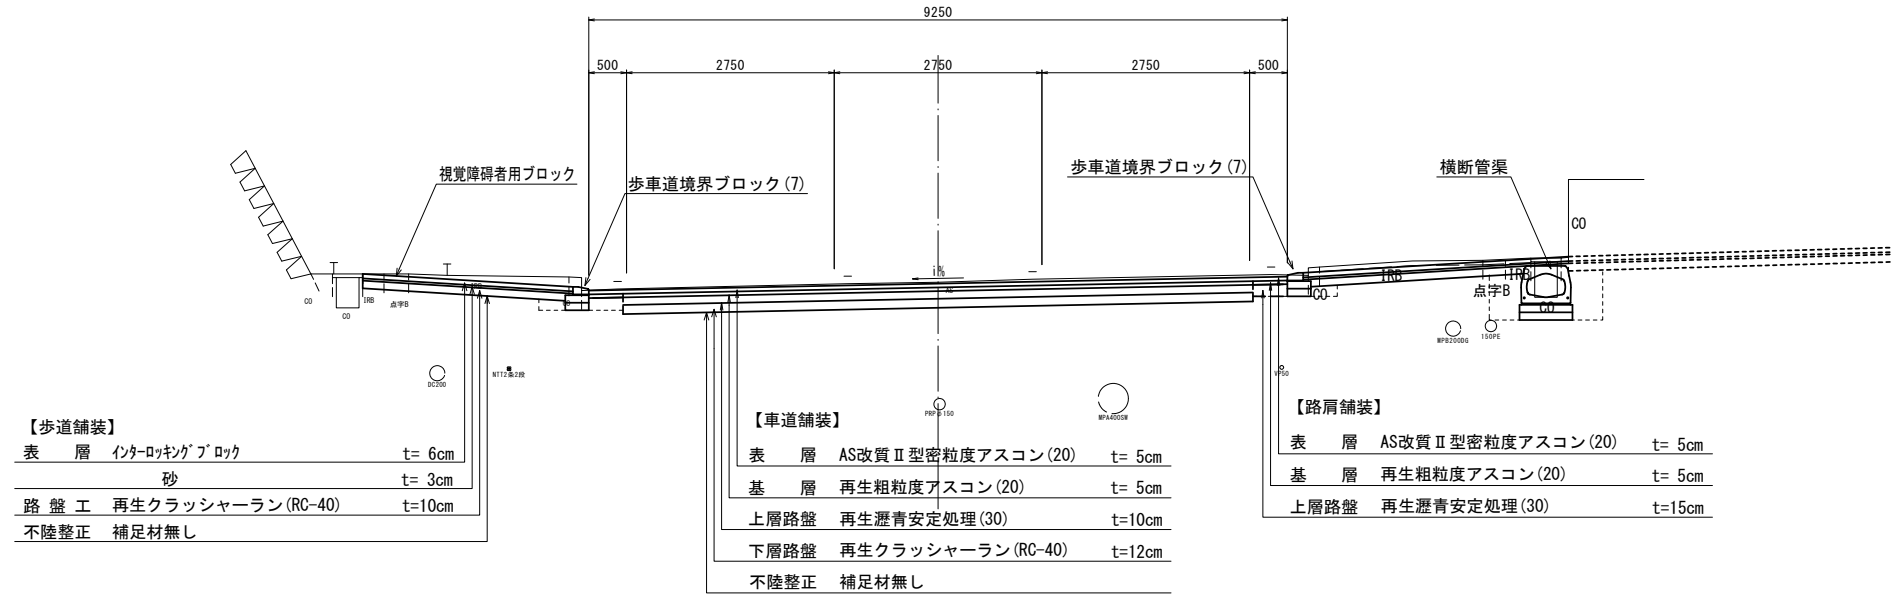 9250
500 2750 2750 2750 500
視覚障碍者用ブロック
歩車道境界ブロック(7)
歩車道境界ブロック(7)
横断管渠
CO
i%
AS
IRB
IRB
点字B
CO
CO
CO
IRB
点字B
CO
DC200
NTT2条2段
PRPφ150
MPA400SW
VP50
MPB200DG
150PE
【歩道舗装】
表 層 インターロッキングブロック t= 6cm
砂 t= 3cm
路盤工 再生クラッシャーラン(RC-40) t=10cm
不陸整正 補足材無し
【車道舗装】
表 層 AS改質Ⅱ型密粒度アスコン(20) t= 5cm
基 層 再生粗粒度アスコン(20) t= 5cm
上層路盤 再生瀝青安定処理(30) t=10cm
下層路盤 再生クラッシャーラン(RC-40) t=12cm
不陸整正 補足材無し
【路肩舗装】
表 層 AS改質Ⅱ型密粒度アスコン(20) t= 5cm
基 層 再生粗粒度アスコン(20) t= 5cm
上層路盤 再生瀝青安定処理(30) t=15cm